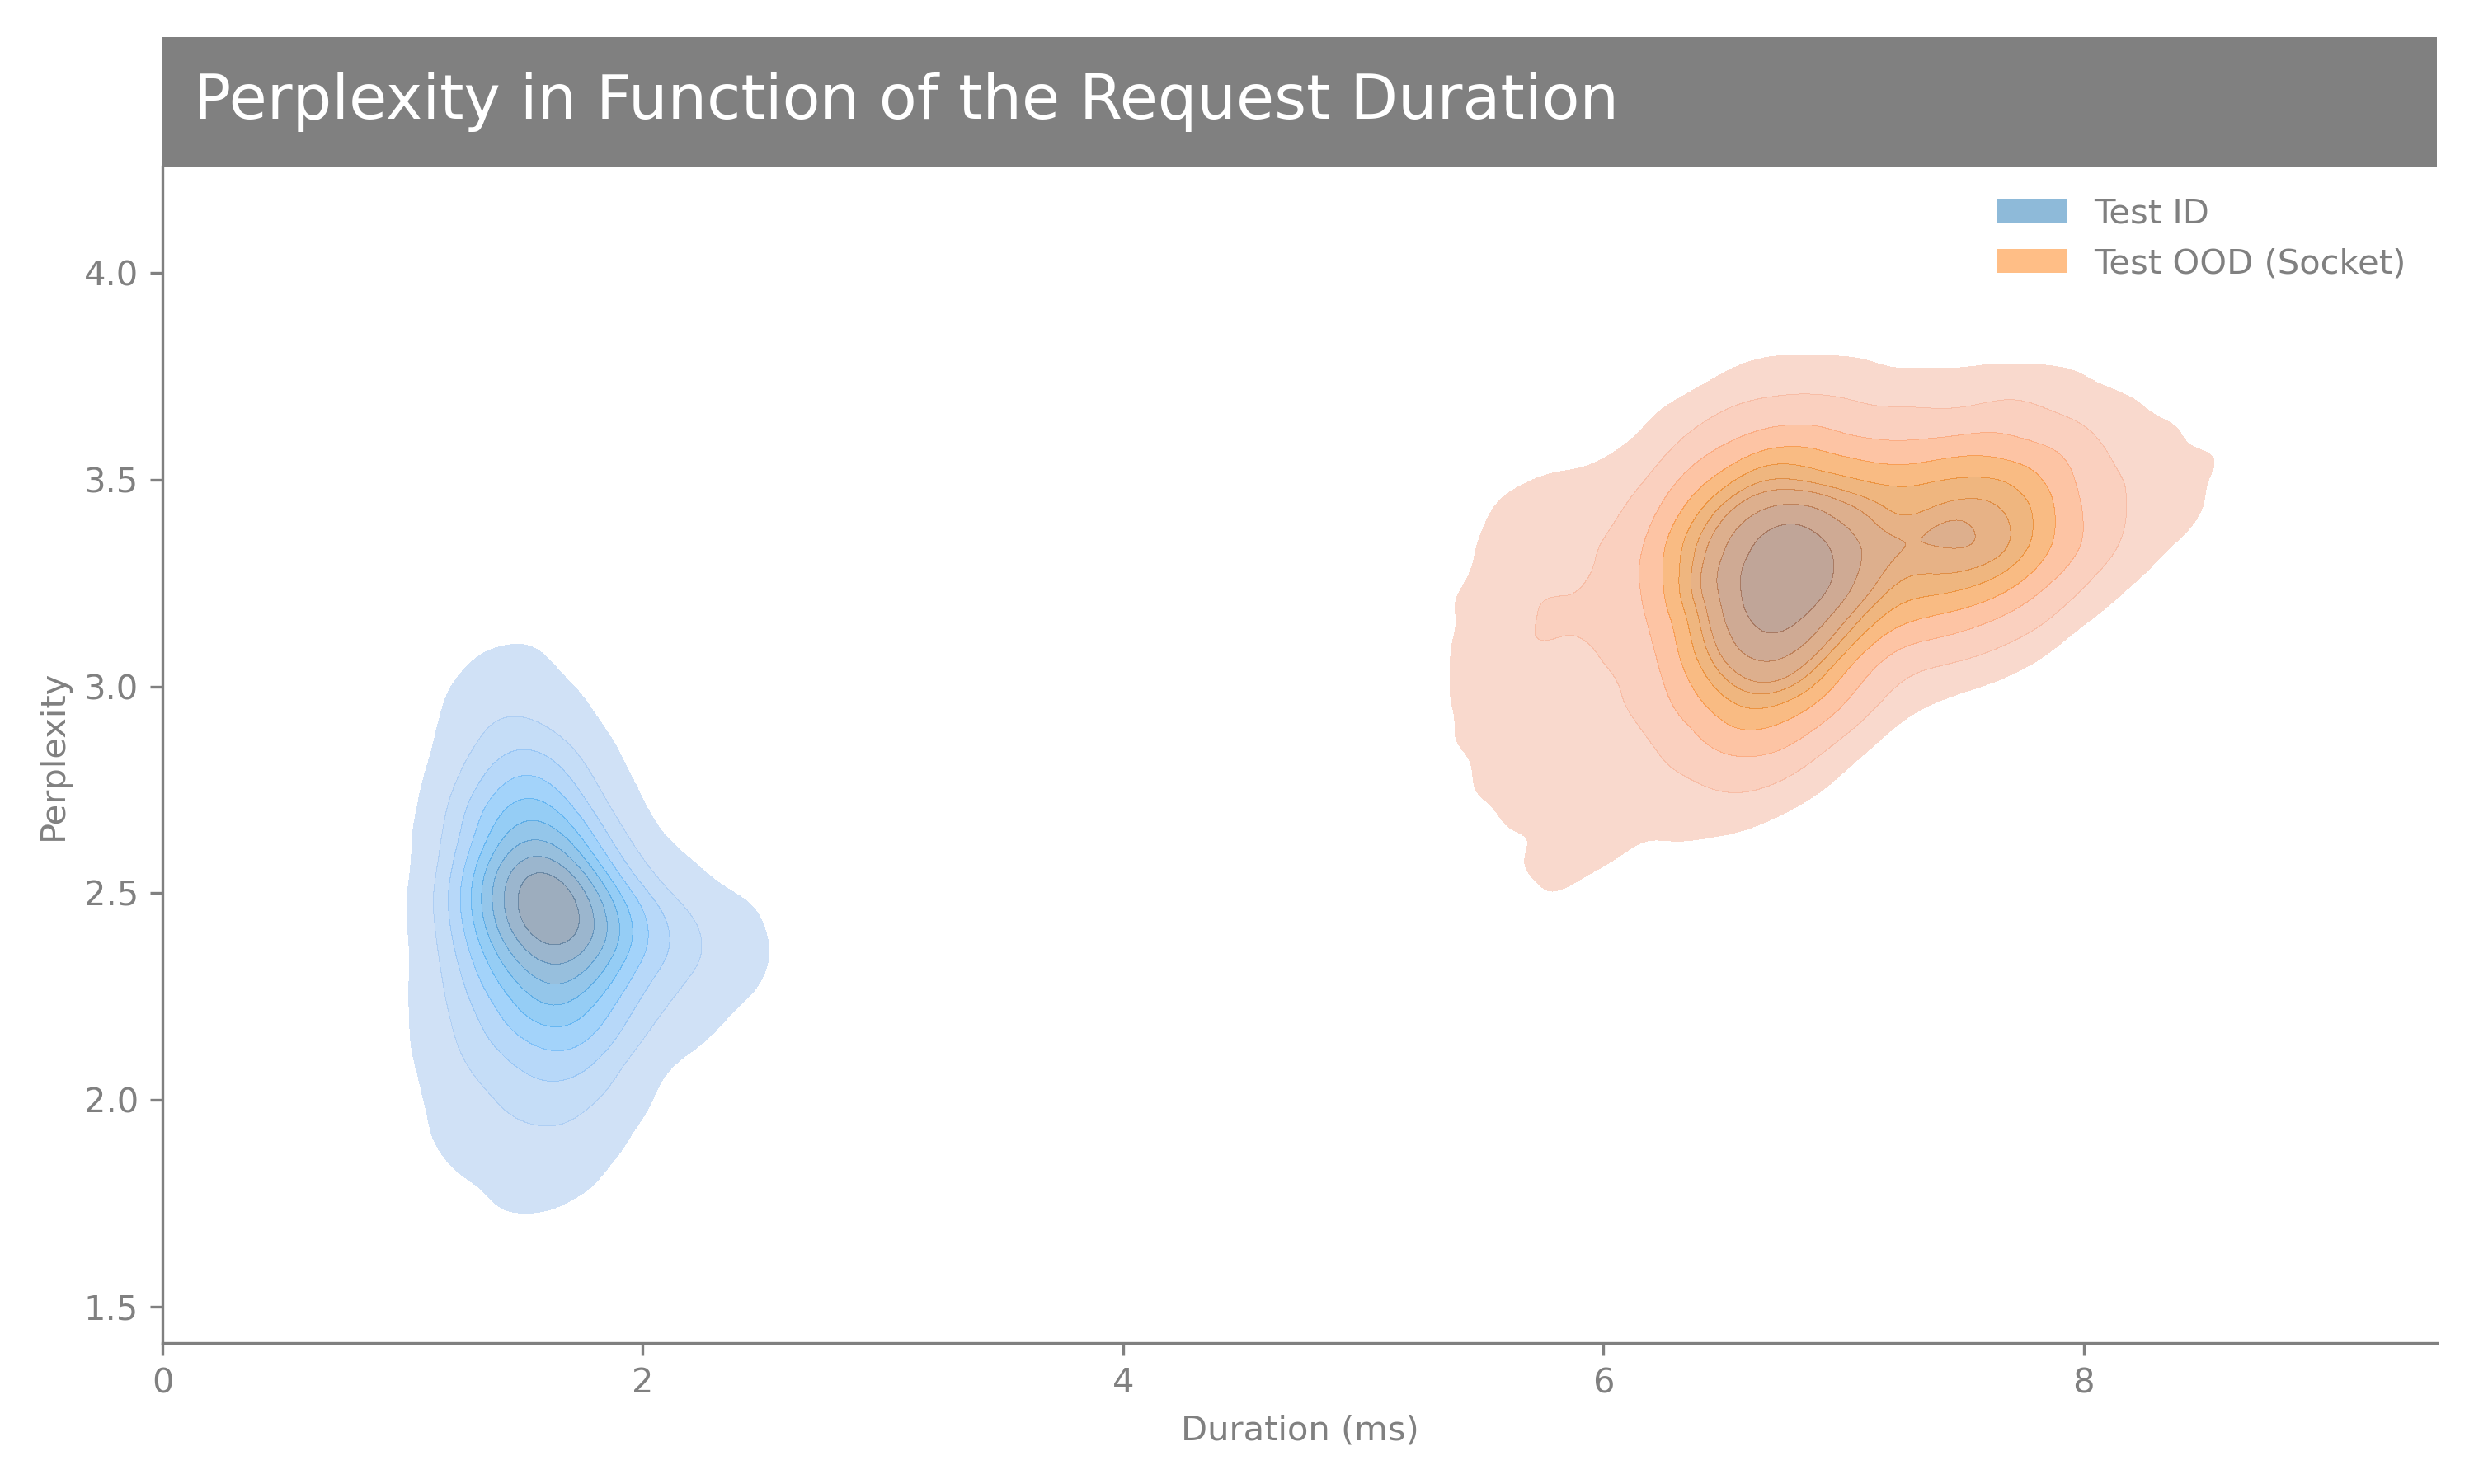 Perplexity in Function of the Request Duration
Test ID
Test OOD (Socket)
Perplexity
4.0
3.5
3.0
2.5
2.0
1.5
0 2 4 6 8
Duration (ms)